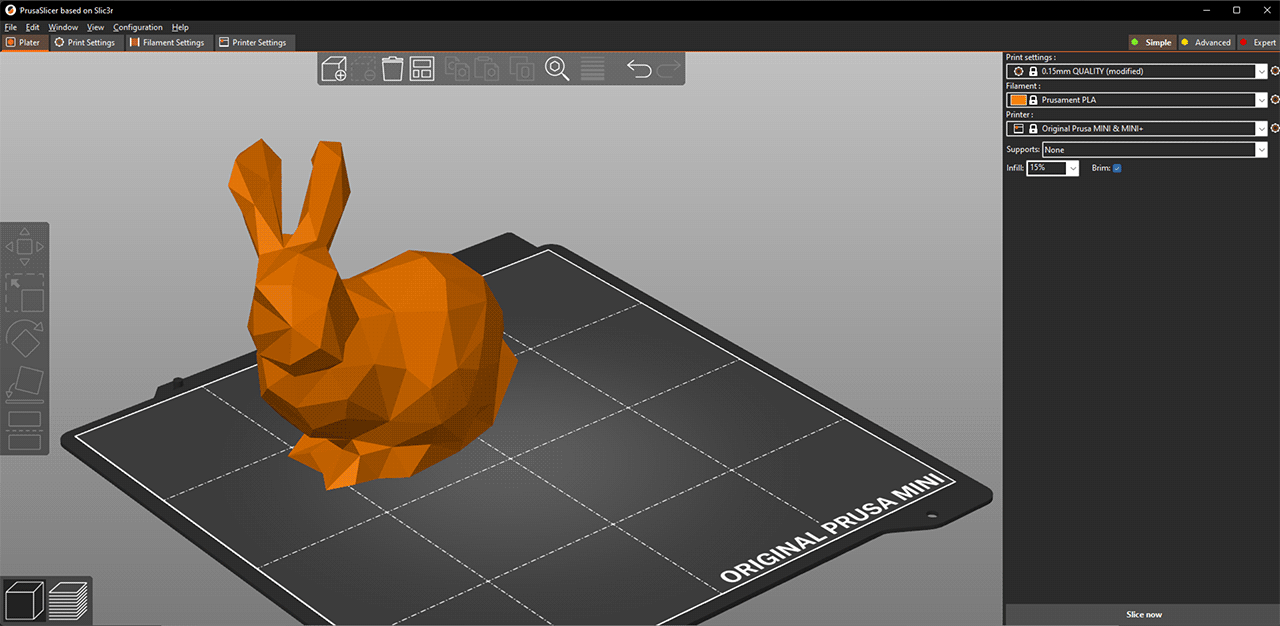 PrusaSlicer based on Slic3r
File Edit Window View Configuration Help
Plater Print Settings Filament Settings Printer Settings Simple Advanced Expert
Print settings :
0.15mm QUALITY (modified)
Filament :
Prusament PLA
Printer :
Original Prusa MINI & MINI+
Supports: None
Infill: 15% Brim:
ORIGINAL PRUSA MINI
Slice now